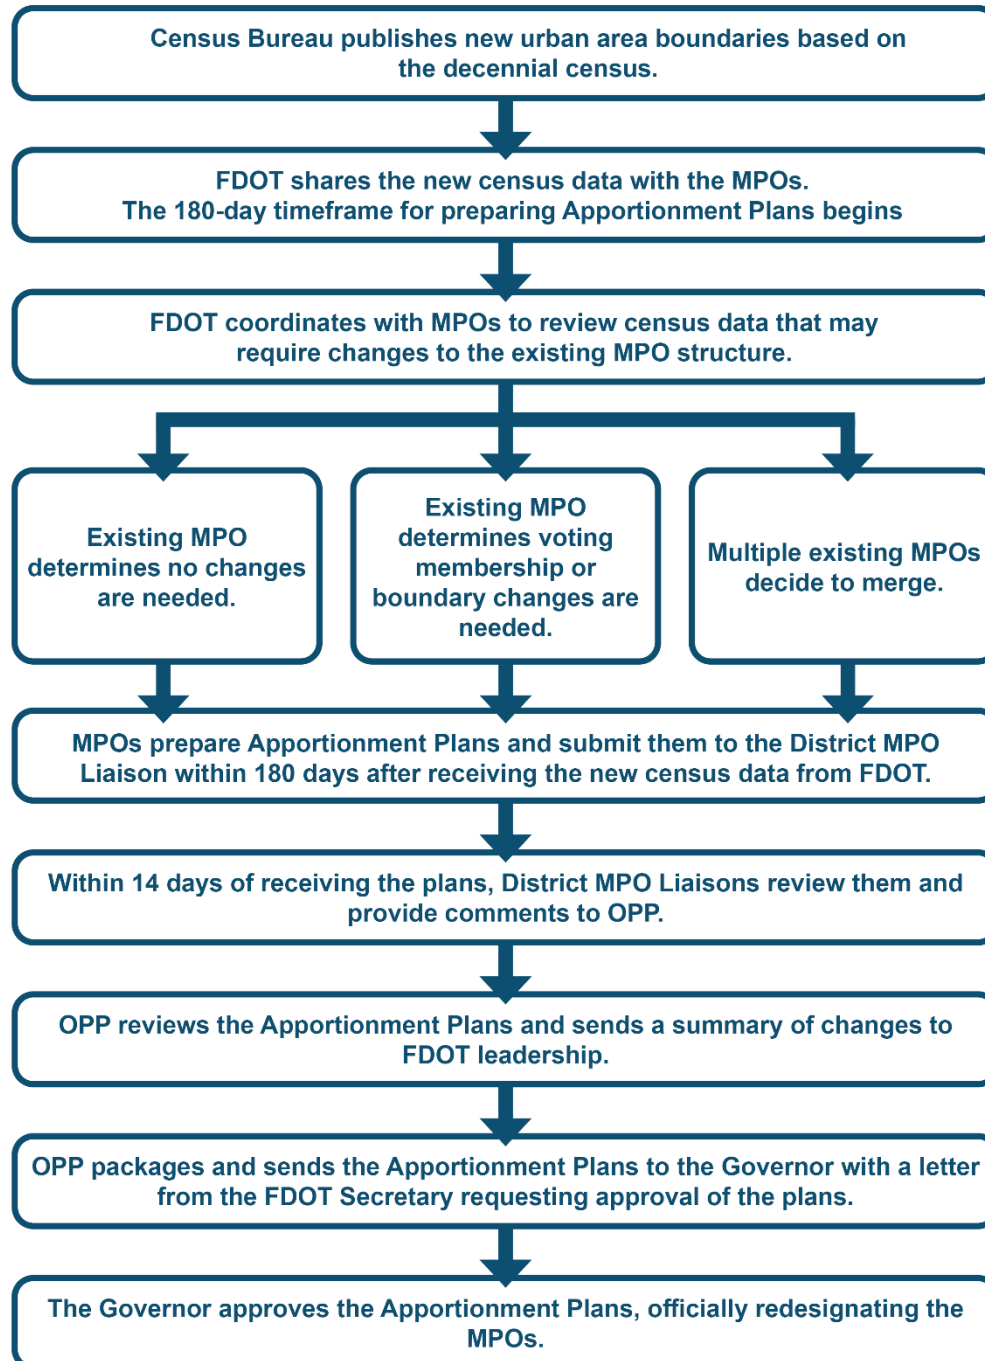 Census Bureau publishes new urban area boundaries based on
the decennial census.
FDOT shares the new census data with the MPOs.
The 180-day timeframe for preparing Apportionment Plans begins
FDOT coordinates with MPOs to review census data that may
require changes to the existing MPO structure.
Existing MPO
determines no changes
are needed.
Existing MPO
determines voting
membership or
boundary changes are
needed.
Multiple existing MPOs
decide to merge.
MPOs prepare Apportionment Plans and submit them to the District MPO
Liaison within 180 days after receiving the new census data from FDOT.
Within 14 days of receiving the plans, District MPO Liaisons review them and
provide comments to OPP.
OPP reviews the Apportionment Plans and sends a summary of changes to
FDOT leadership.
OPP packages and sends the Apportionment Plans to the Governor with a letter
from the FDOT Secretary requesting approval of the plans.
The Governor approves the Apportionment Plans, officially redesignating the
MPOs.